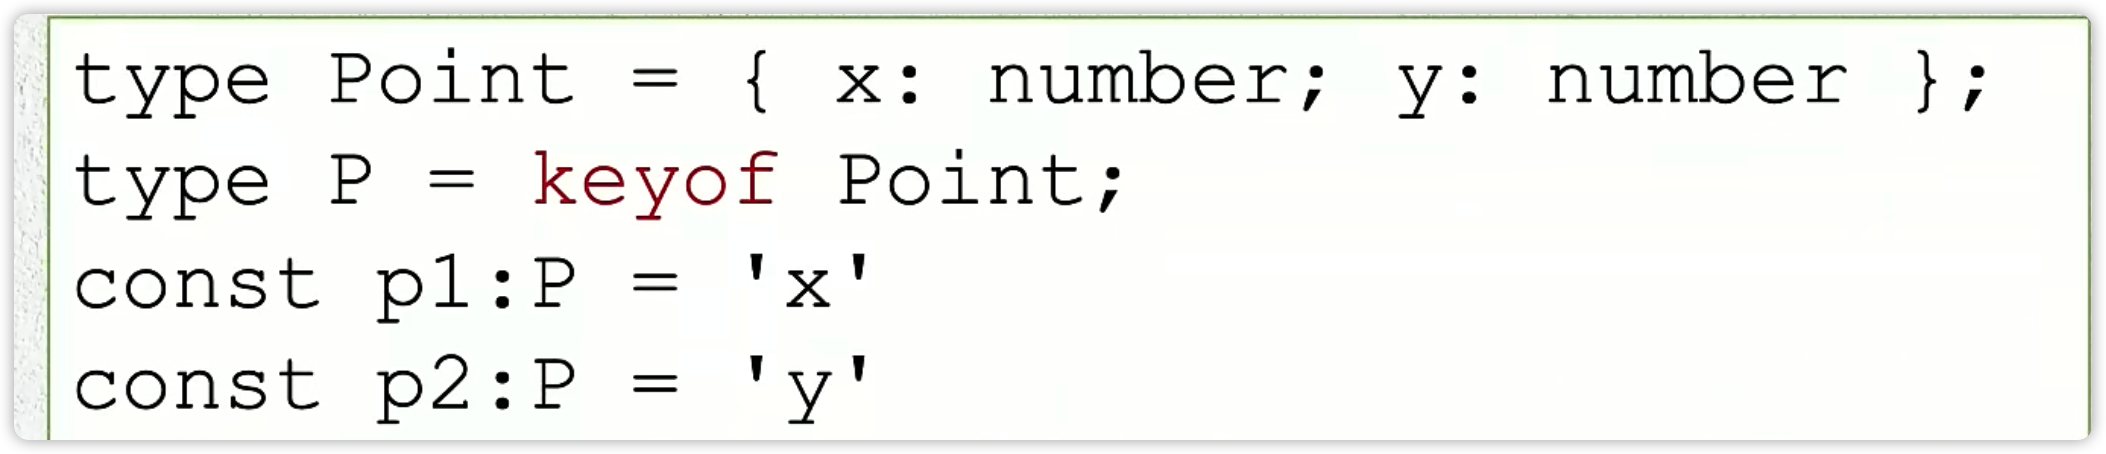 type Point = { x: number; y: number };
type P = keyof Point;
const p1:P = 'x'
const p2:P = 'y'